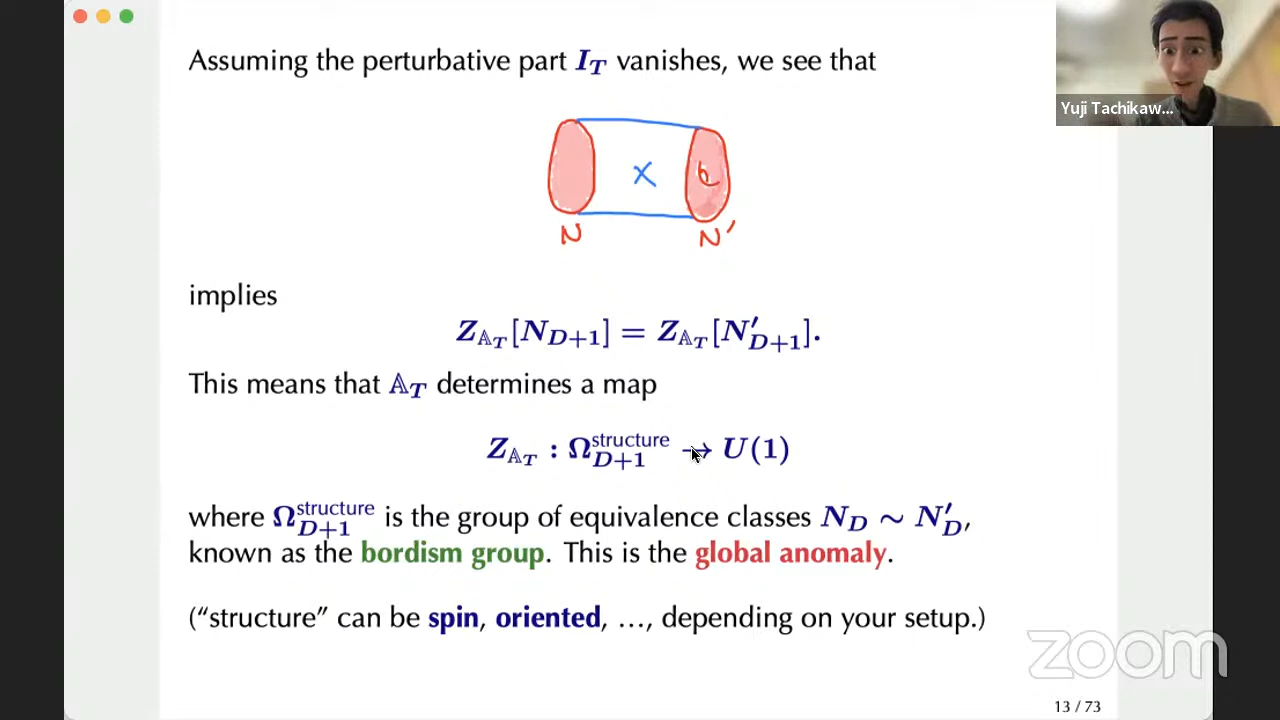 Assuming the perturbative part I_T vanishes, we see that
Yuji Tachikaw...
X
N
N'
implies
Z_{𝔸_T}[N_{D+1}] = Z_{𝔸_T}[N'_{D+1}].
This means that 𝔸_T determines a map
Z_{𝔸_T} : Ω^{structure}_{D+1} → U(1)
where Ω^{structure}_{D+1} is the group of equivalence classes N_D ∼ N'_D,
known as the bordism group. This is the global anomaly.
("structure" can be spin, oriented, ..., depending on your setup.)
zoom
13 / 73